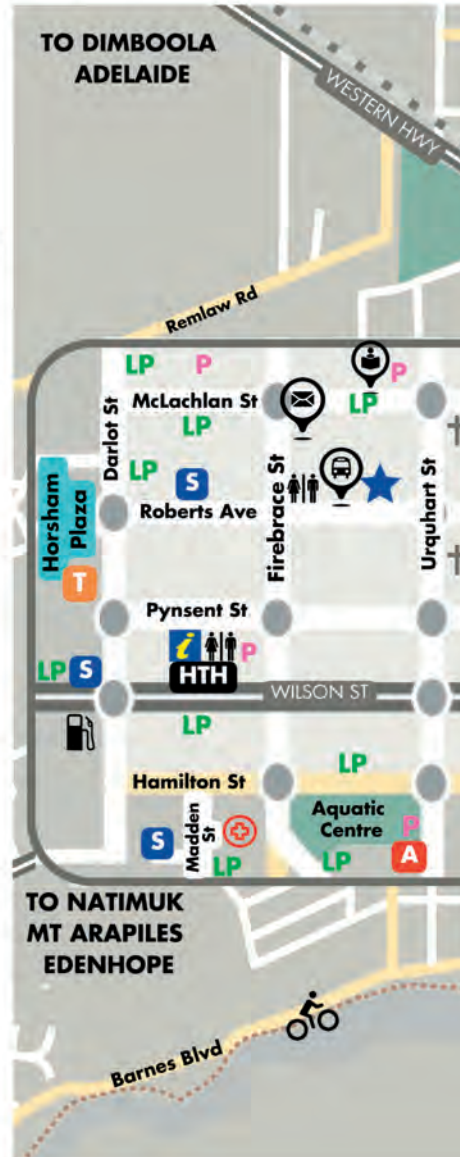 TO DIMBOOLA
ADELAIDE
WESTERN HWY
Remlaw Rd
LP
P
McLachlan St
LP
P
LP
Darlot St
LP
S
Roberts Ave
Firebrace St
Urquhart St
Horsham
Plaza
T
Pynsent St
i
P
HTH
LP
S
WILSON ST
LP
Hamilton St
LP
Madden
St
S
LP
Aquatic
Centre
P
LP
A
TO NATIMUK
MT ARAPILES
EDENHOPE
Barnes Blvd